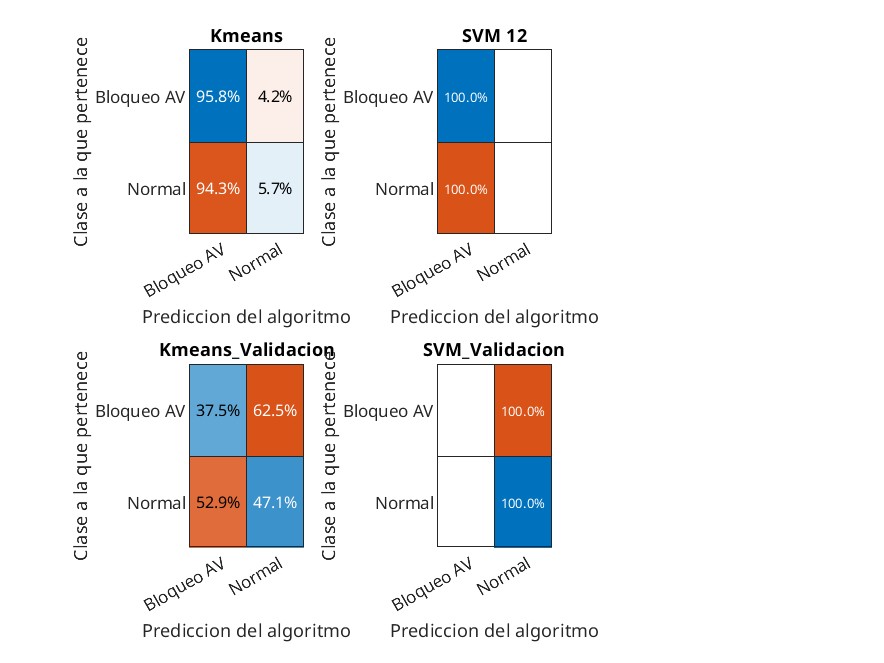 Kmeans
Clase a la que pertenece
Bloqueo AV
95.8%
4.2%
Normal
94.3%
5.7%
Bloqueo AV
Normal
Prediccion del algoritmo
SVM 12
Clase a la que pertenece
Bloqueo AV
100.0%
Normal
100.0%
Bloqueo AV
Normal
Prediccion del algoritmo
Kmeans_Validacion
Clase a la que pertenece
Bloqueo AV
37.5%
62.5%
Normal
52.9%
47.1%
Bloqueo AV
Normal
Prediccion del algoritmo
SVM_Validacion
Clase a la que pertenece
Bloqueo AV
100.0%
Normal
100.0%
Bloqueo AV
Normal
Prediccion del algoritmo